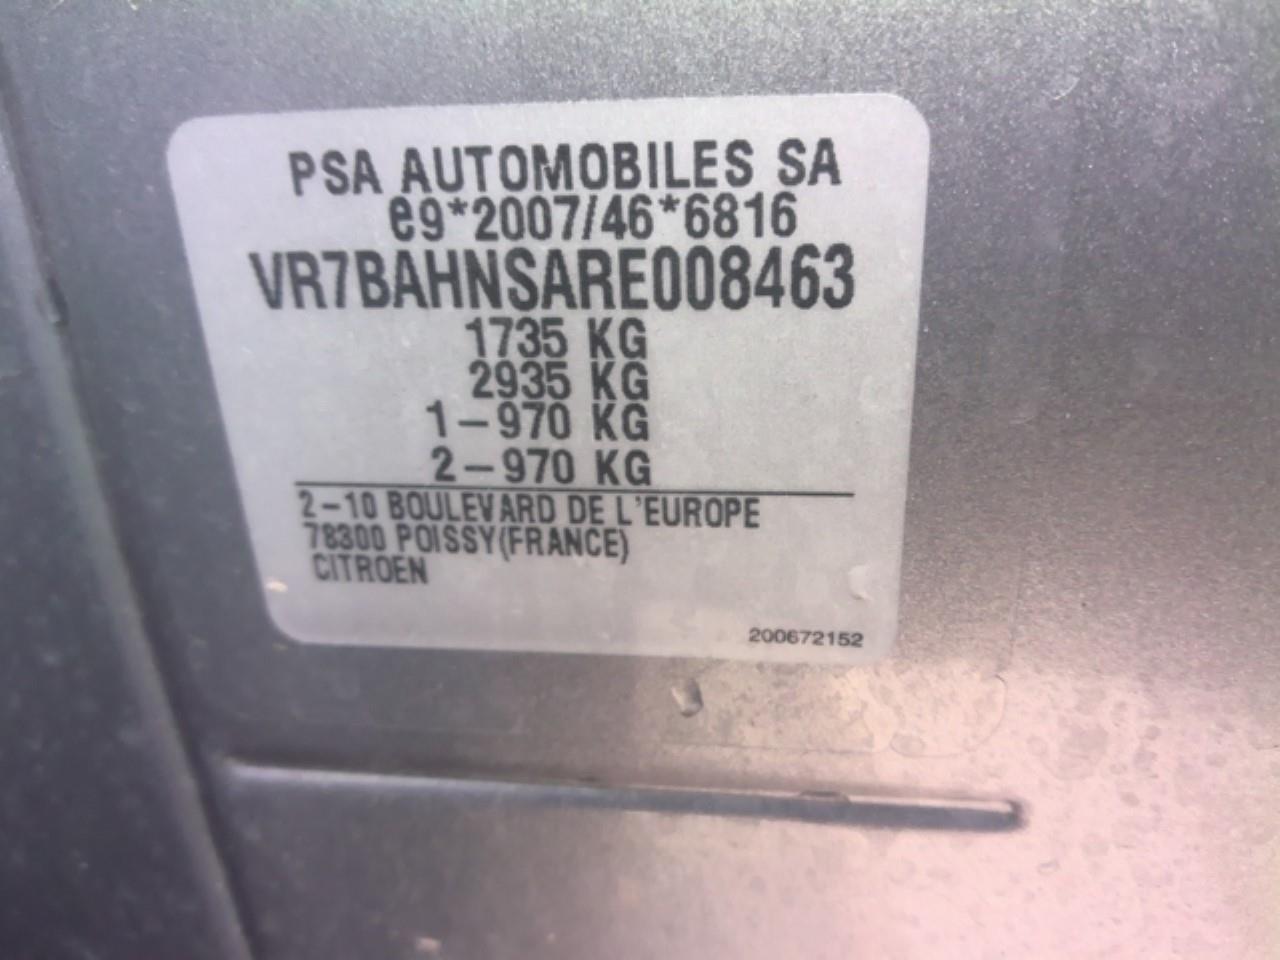 PSA AUTOMOBILES SA
e9*2007/46*6816
VR7BAHNSARE008463
1735 KG
2935 KG
1-970 KG
2-970 KG
2-10 BOULEVARD DE L'EUROPE
78300 POISSY(FRANCE)
CITROEN
200672152